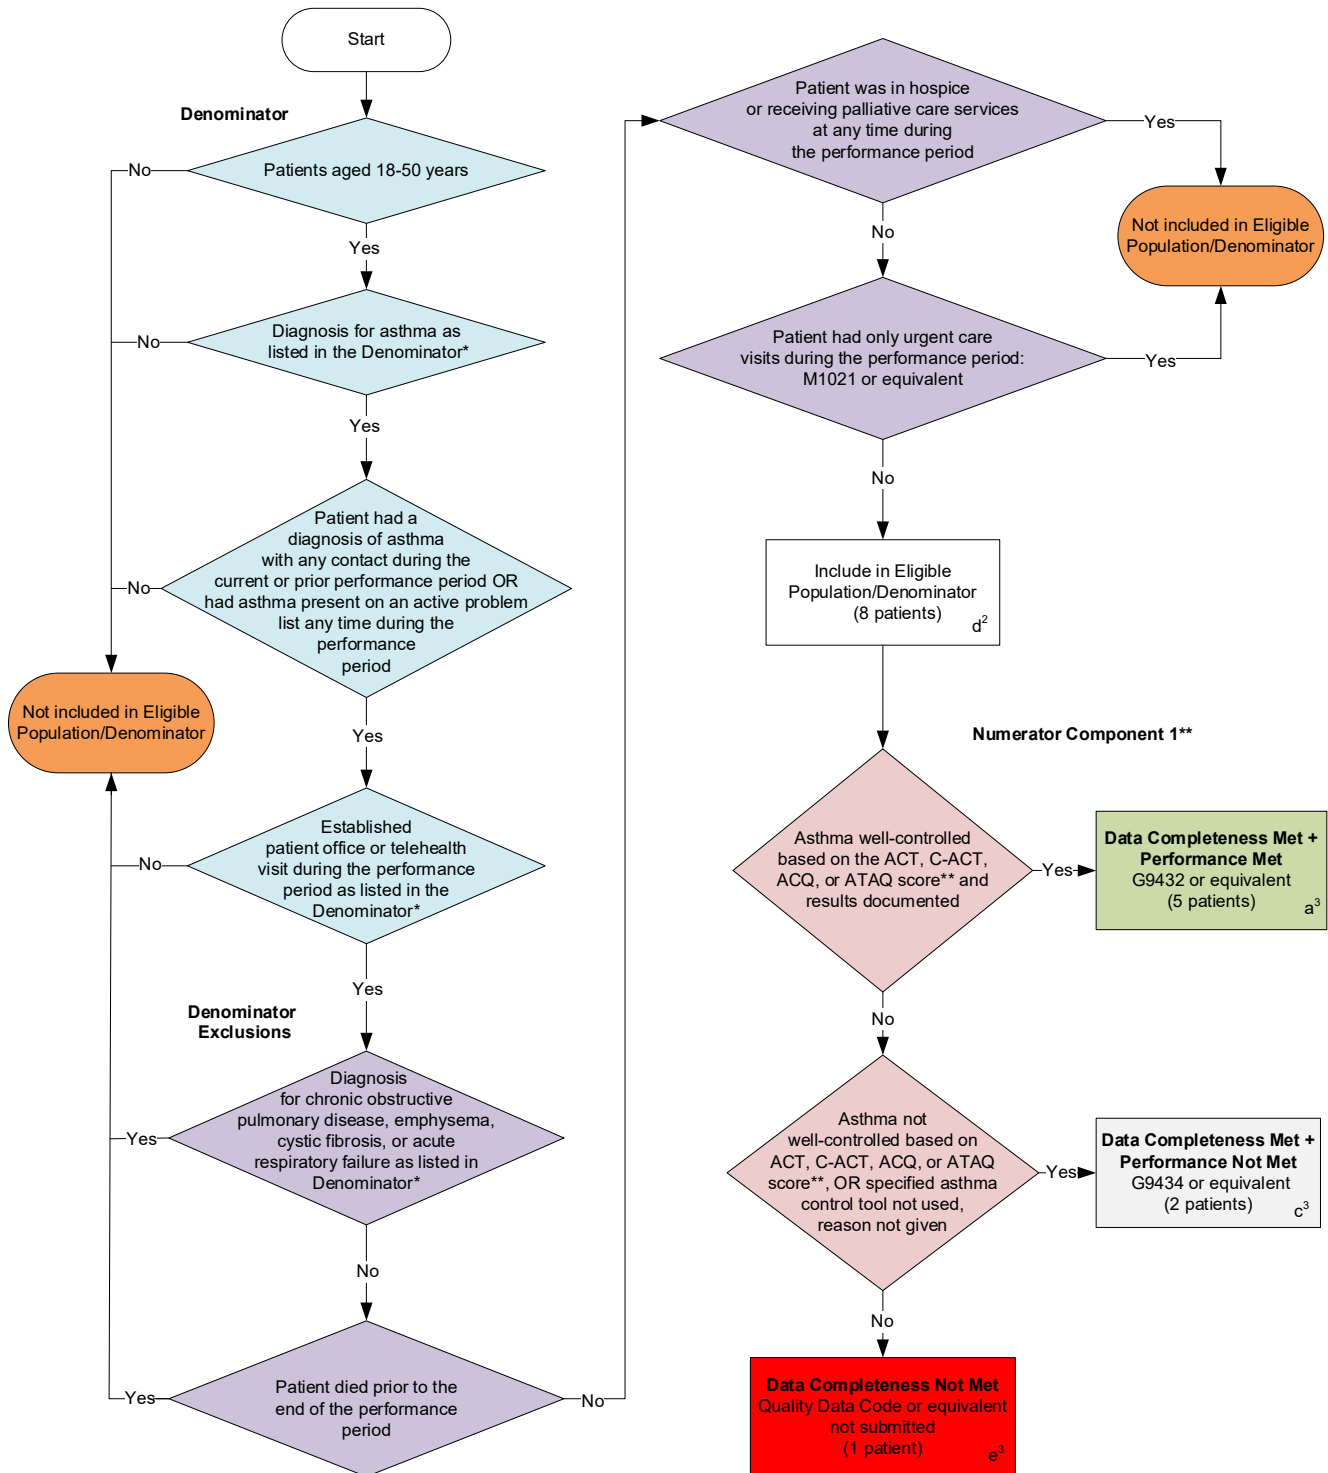 Start
Denominator
Patients aged 18-50 years
No
Yes
Diagnosis for asthma as
listed in the Denominator*
No
Yes
Patient had a
diagnosis of asthma
with any contact during the
current or prior performance period OR
had asthma present on an active problem
list any time during the
performance
period
No
Not included in Eligible
Population/Denominator
Yes
Established
patient office or telehealth
visit during the performance
period as listed in the
Denominator*
No
Yes
Denominator
Exclusions
Diagnosis
for chronic obstructive
pulmonary disease, emphysema,
cystic fibrosis, or acute
respiratory failure as listed in
Denominator*
Yes
No
Patient died prior to the
end of the performance
period
Yes
No
Patient was in hospice
or receiving palliative care services
at any time during
the performance period
Yes
Not included in Eligible
Population/Denominator
No
Patient had only urgent care
visits during the performance period:
M1021 or equivalent
Yes
No
Include in Eligible
Population/Denominator
(8 patients)
d²
Numerator Component 1**
Asthma well-controlled
based on the ACT, C-ACT,
ACQ, or ATAQ score** and
results documented
Yes
Data Completeness Met +
Performance Met
G9432 or equivalent
(5 patients)
a³
No
Asthma not
well-controlled based on
ACT, C-ACT, ACQ, or ATAQ
score**, OR specified asthma
control tool not used,
reason not given
Yes
Data Completeness Met +
Performance Not Met
G9434 or equivalent
(2 patients)
c³
No
Data Completeness Not Met
Quality Data Code or equivalent
not submitted
(1 patient)
e³